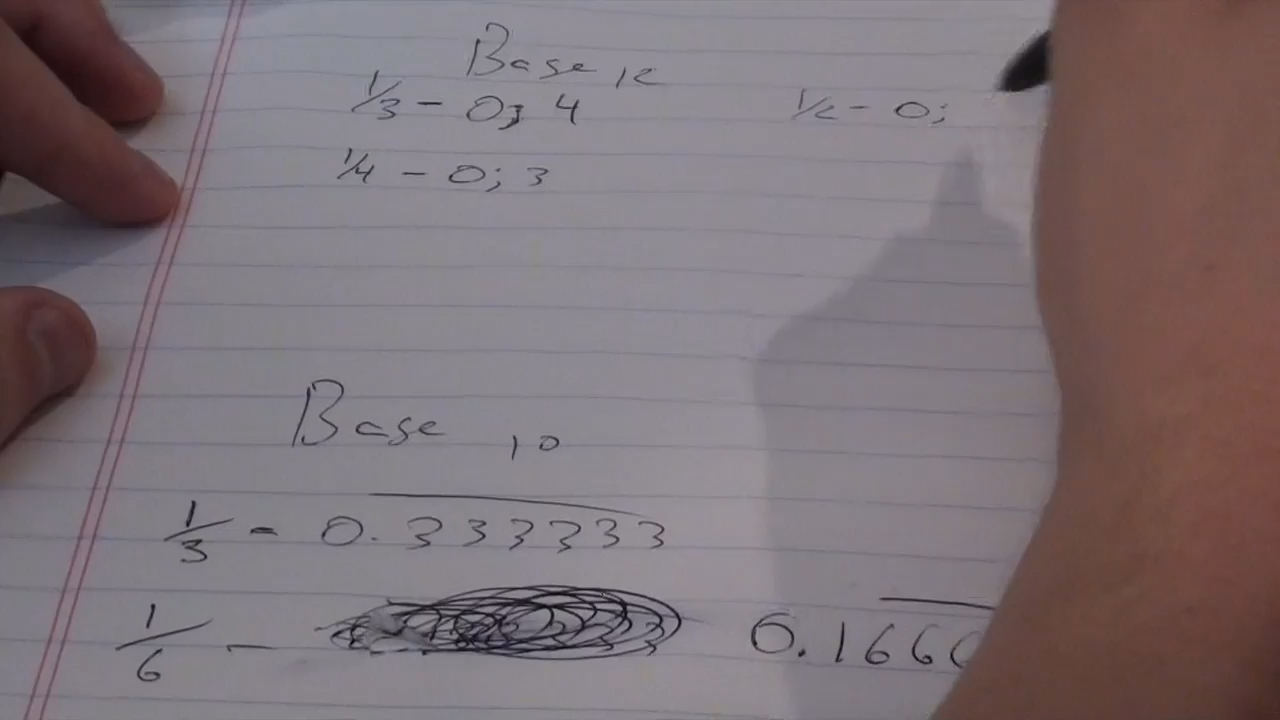 Base 12
1/3 - 0;4 1/2 - 0;
1/4 - 0;3
Base 10
1/3 - 0.333333
1/6 - 0.166